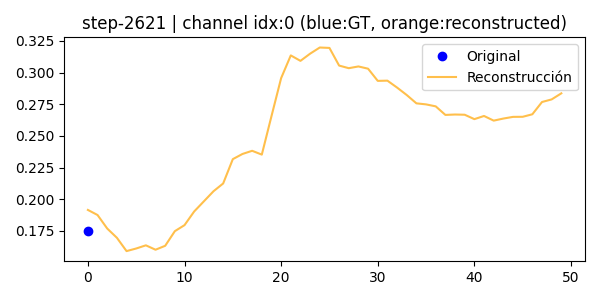 step-2621 | channel idx:0 (blue:GT, orange:reconstructed)
0.325
0.300
0.275
0.250
0.225
0.200
0.175
Original
Reconstrucción
0 10 20 30 40 50